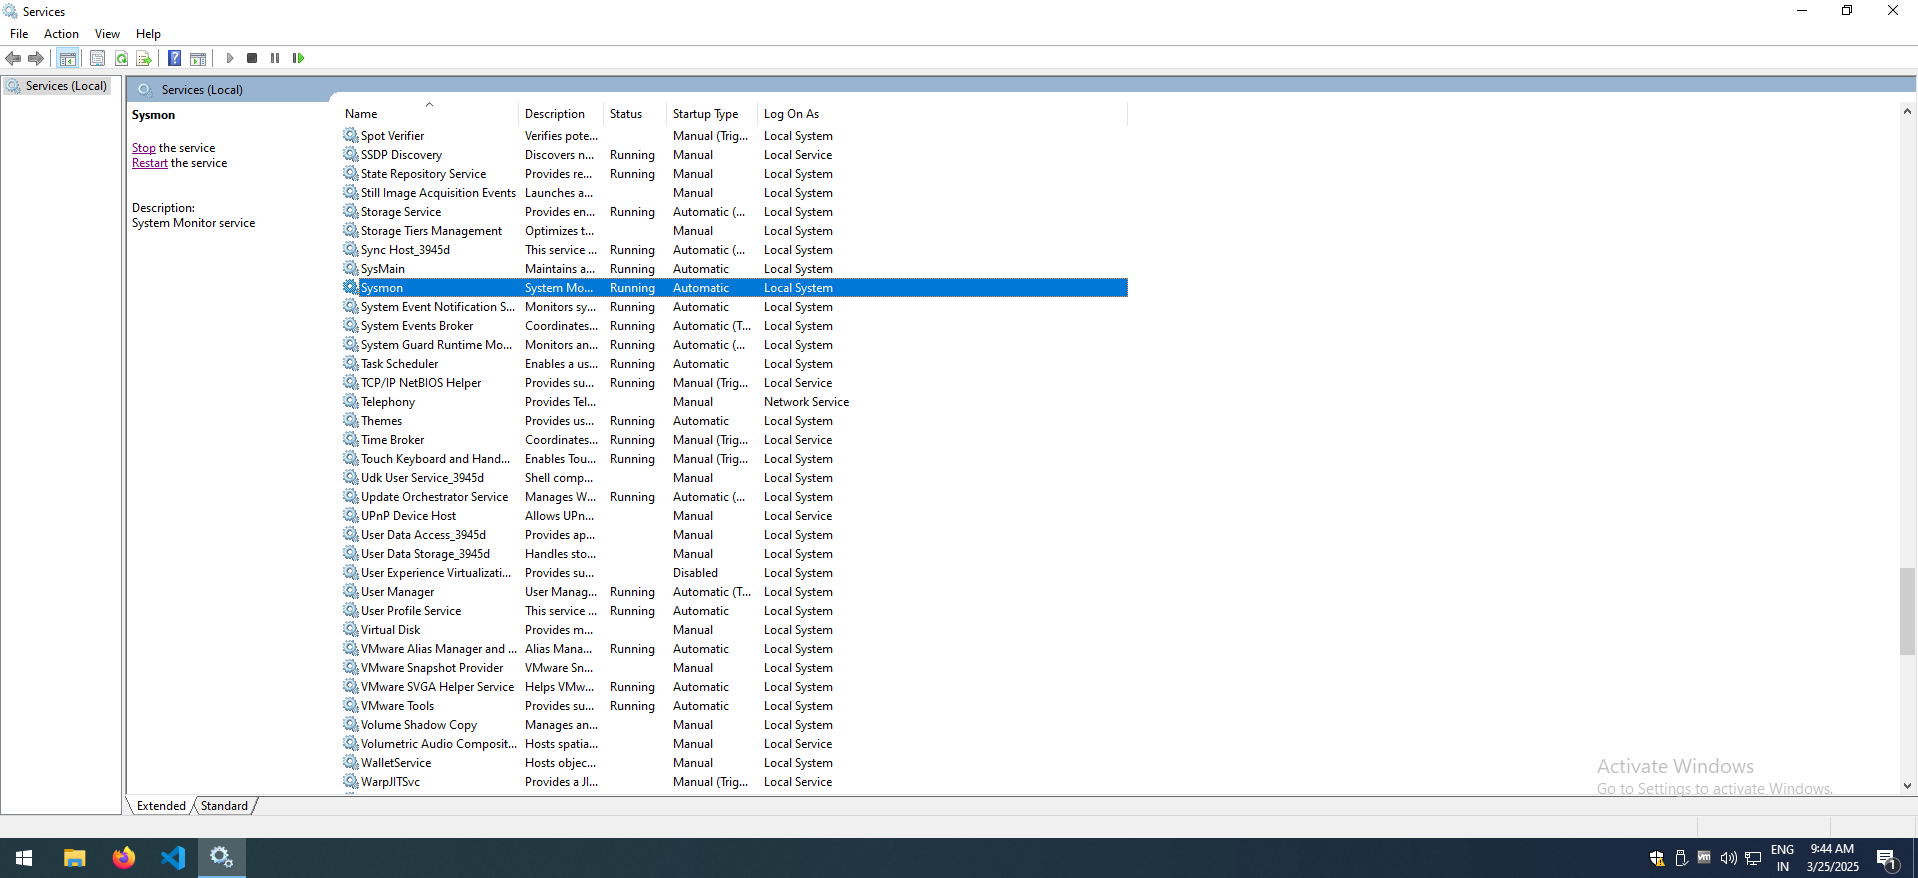 Services
File Action View Help
Services (Local)
Services (Local)
Sysmon
Stop the service
Restart the service
Description:
System Monitor service
Name Description Status Startup Type Log On As
Spot Verifier Verifies pote... Manual (Trig... Local System
SSDP Discovery Discovers n... Running Manual Local Service
State Repository Service Provides re... Running Manual Local System
Still Image Acquisition Events Launches a... Manual Local System
Storage Service Provides en... Running Automatic (... Local System
Storage Tiers Management Optimizes t... Manual Local System
Sync Host_3945d This service ... Running Automatic (... Local System
SysMain Maintains a... Running Automatic Local System
Sysmon System Mo... Running Automatic Local System
System Event Notification S... Monitors sy... Running Automatic Local System
System Events Broker Coordinates... Running Automatic (T... Local System
System Guard Runtime Mo... Monitors an... Running Automatic (... Local System
Task Scheduler Enables a us... Running Automatic Local System
TCP/IP NetBIOS Helper Provides su... Running Manual (Trig... Local Service
Telephony Provides Tel... Manual Network Service
Themes Provides us... Running Automatic Local System
Time Broker Coordinates... Running Manual (Trig... Local Service
Touch Keyboard and Hand... Enables Tou... Running Manual (Trig... Local System
Udk User Service_3945d Shell comp... Manual Local System
Update Orchestrator Service Manages W... Running Automatic (... Local System
UPnP Device Host Allows UPn... Manual Local Service
User Data Access_3945d Provides ap... Manual Local System
User Data Storage_3945d Handles sto... Manual Local System
User Experience Virtualizati... Provides su... Disabled Local System
User Manager User Manag... Running Automatic (T... Local System
User Profile Service This service ... Running Automatic Local System
Virtual Disk Provides m... Manual Local System
VMware Alias Manager and ... Alias Mana... Running Automatic Local System
VMware Snapshot Provider VMware Sn... Manual Local System
VMware SVGA Helper Service Helps VMw... Running Automatic Local System
VMware Tools Provides su... Running Automatic Local System
Volume Shadow Copy Manages an... Manual Local System
Volumetric Audio Composit... Hosts spatia... Manual Local Service
WalletService Hosts objec... Manual Local System
WarpJITSvc Provides a JI... Manual (Trig... Local Service
Activate Windows
Go to Settings to activate Windows.
Extended Standard
vm
ENG
IN
9:44 AM
3/25/2025
1